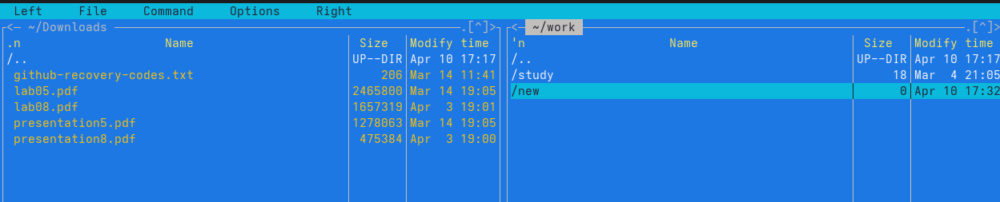 Left File Command Options Right
<─ ~/Downloads ─.[^]> <─ ~/work ─.[^]>
.n Name Size Modify time 'n Name Size Modify time
/.. UP--DIR Apr 10 17:17 /.. UP--DIR Apr 10 17:17
github-recovery-codes.txt 206 Mar 14 11:41 /study 18 Mar 4 21:05
lab05.pdf 2465800 Mar 14 19:05 /new 0 Apr 10 17:32
lab08.pdf 1657319 Apr 3 19:01
presentation5.pdf 1278063 Mar 14 19:05
presentation8.pdf 475384 Apr 3 19:00